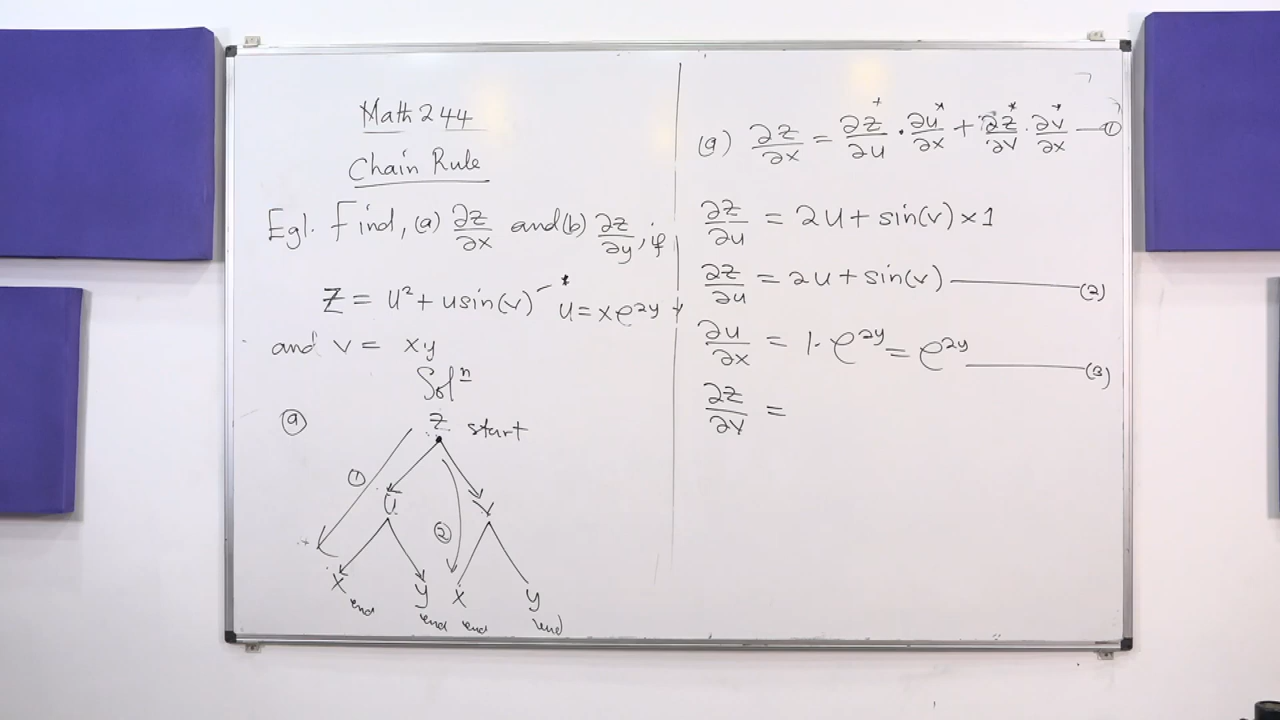 Math 244
Chain Rule
Eg1. Find, (a) ∂z/∂x and (b) ∂z/∂y, if
Z = u² + usin(v) * u = xe^2y
and v = xy
Solⁿ
(a)
Z start
①
U V
②
X y X y
end end end end
(a) ∂z/∂x = ∂z/∂u · ∂u/∂x + ∂z/∂v · ∂v/∂x — ①
∂z/∂u = 2u + sin(v) × 1
∂z/∂u = 2u + sin(v) — (2)
∂u/∂x = 1 · e^2y = e^2y — (3)
∂z/∂v =